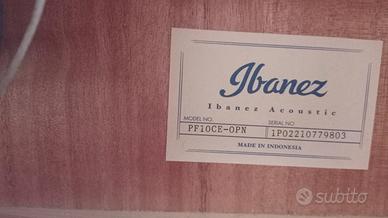 Ibanez
Ibanez Acoustic
MODEL NO.
SERIAL NO
PF10CE-OPN
1P02210779803
MADE IN INDONESIA
subito